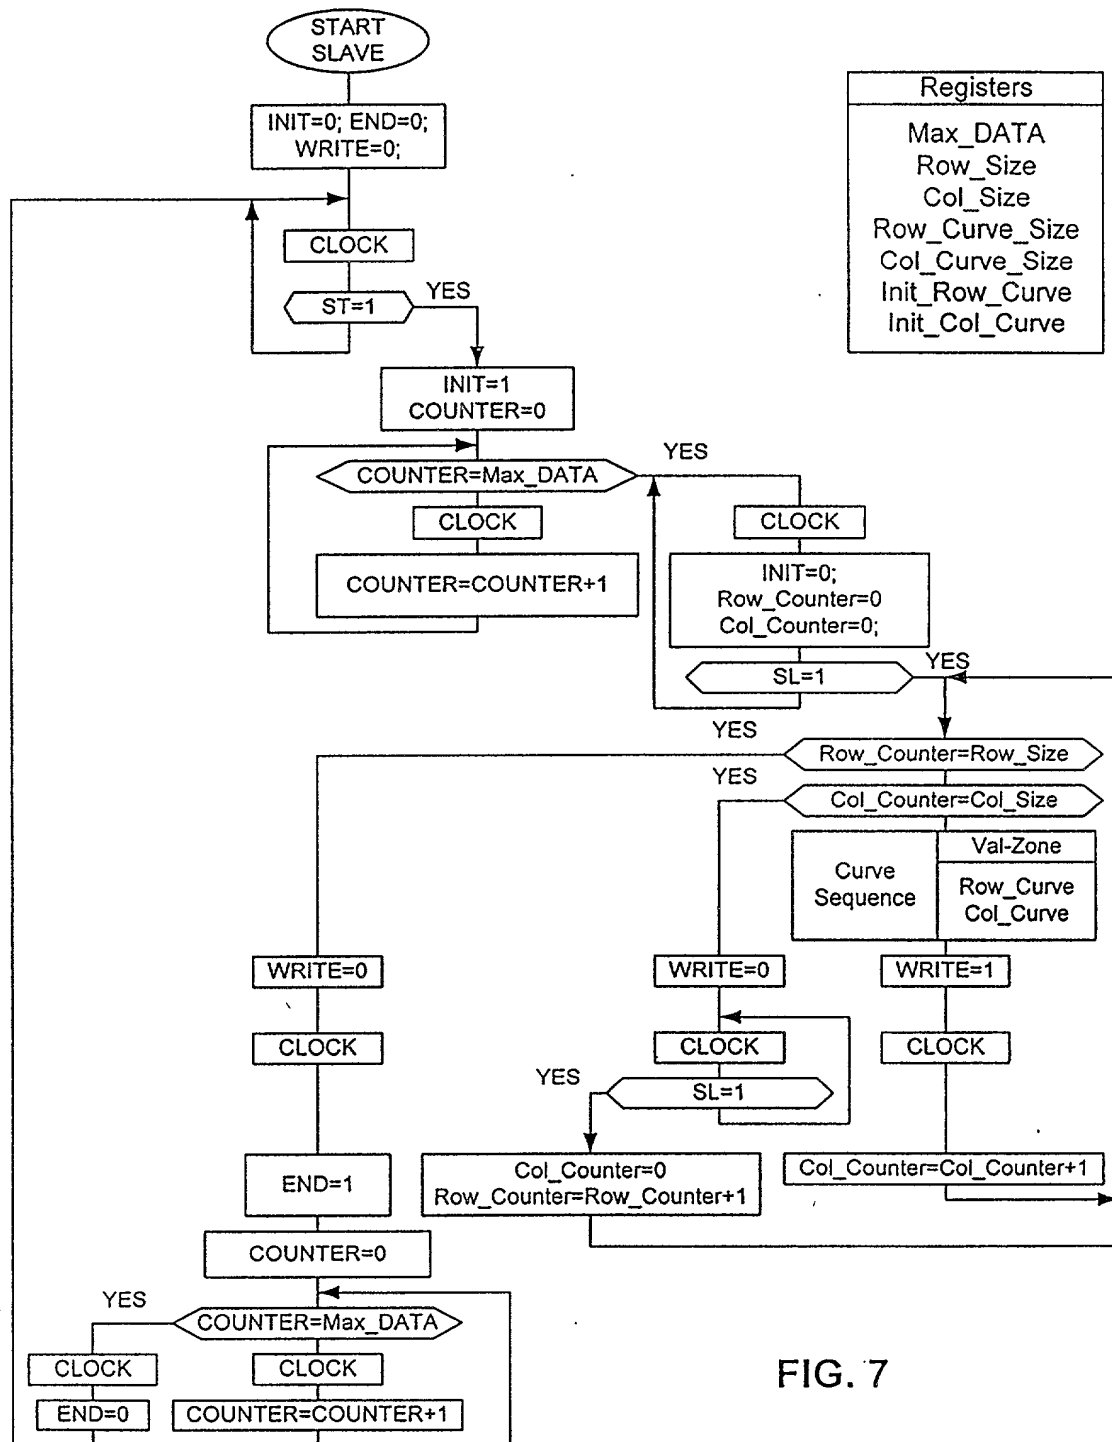 START
SLAVE
INIT=0; END=0;
WRITE=0;
CLOCK
ST=1
YES
Registers
Max_DATA
Row_Size
Col_Size
Row_Curve_Size
Col_Curve_Size
Init_Row_Curve
Init_Col_Curve
INIT=1
COUNTER=0
COUNTER=Max_DATA
YES
CLOCK
COUNTER=COUNTER+1
CLOCK
INIT=0;
Row_Counter=0
Col_Counter=0;
SL=1
YES
YES
Row_Counter=Row_Size
YES
Col_Counter=Col_Size
Curve
Sequence
Val-Zone
Row_Curve
Col_Curve
WRITE=0
WRITE=0
WRITE=1
CLOCK
CLOCK
CLOCK
YES
SL=1
END=1
Col_Counter=0
Row_Counter=Row_Counter+1
Col_Counter=Col_Counter+1
COUNTER=0
YES
COUNTER=Max_DATA
CLOCK
CLOCK
END=0
COUNTER=COUNTER+1
FIG. 7